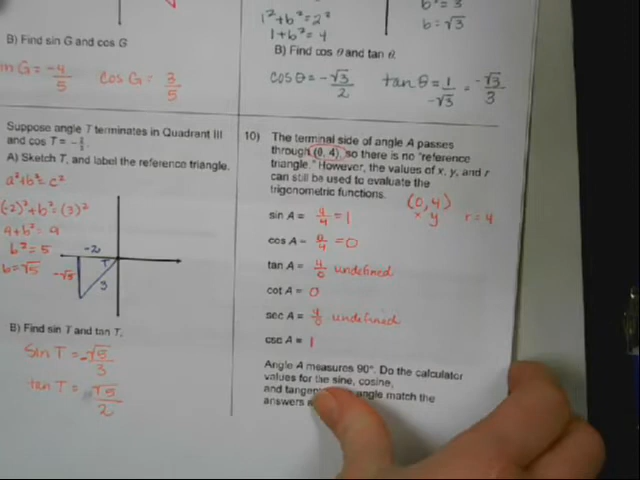 1² + b² = 2²
1 + b² = 4
b² = 3
b = √3
B) Find sin G and cos G
sin G = -4/5 cos G = 3/5
B) Find cos θ and tan θ.
cos θ = -√3/2 tan θ = 1/-√3 = -√3/3
Suppose angle T terminates in Quadrant III
and cos T =
A) Sketch T, and label the reference triangle.
a² + b² = c²
(-2)² + b² = (3)²
4 + b² = 9
b² = 5
b = √5
-2
-√5
T
3
B) Find sin T and tan T.
sin T = -√5/3
tan T = √5/2
10) The terminal side of angle A passes
through (0, 4), so there is no "reference
triangle." However, the values of x, y, and r
can still be used to evaluate the
trigonometric functions.
(0, 4)
x y r = 4
sin A = 4/4 = 1
cos A = 0/4 = 0
tan A = 4/0 undefined
cot A = 0
sec A = 4/0 undefined
csc A = 1
Angle A measures 90°. Do the calculator
values for the sine, cosine,
and angle match the
answers